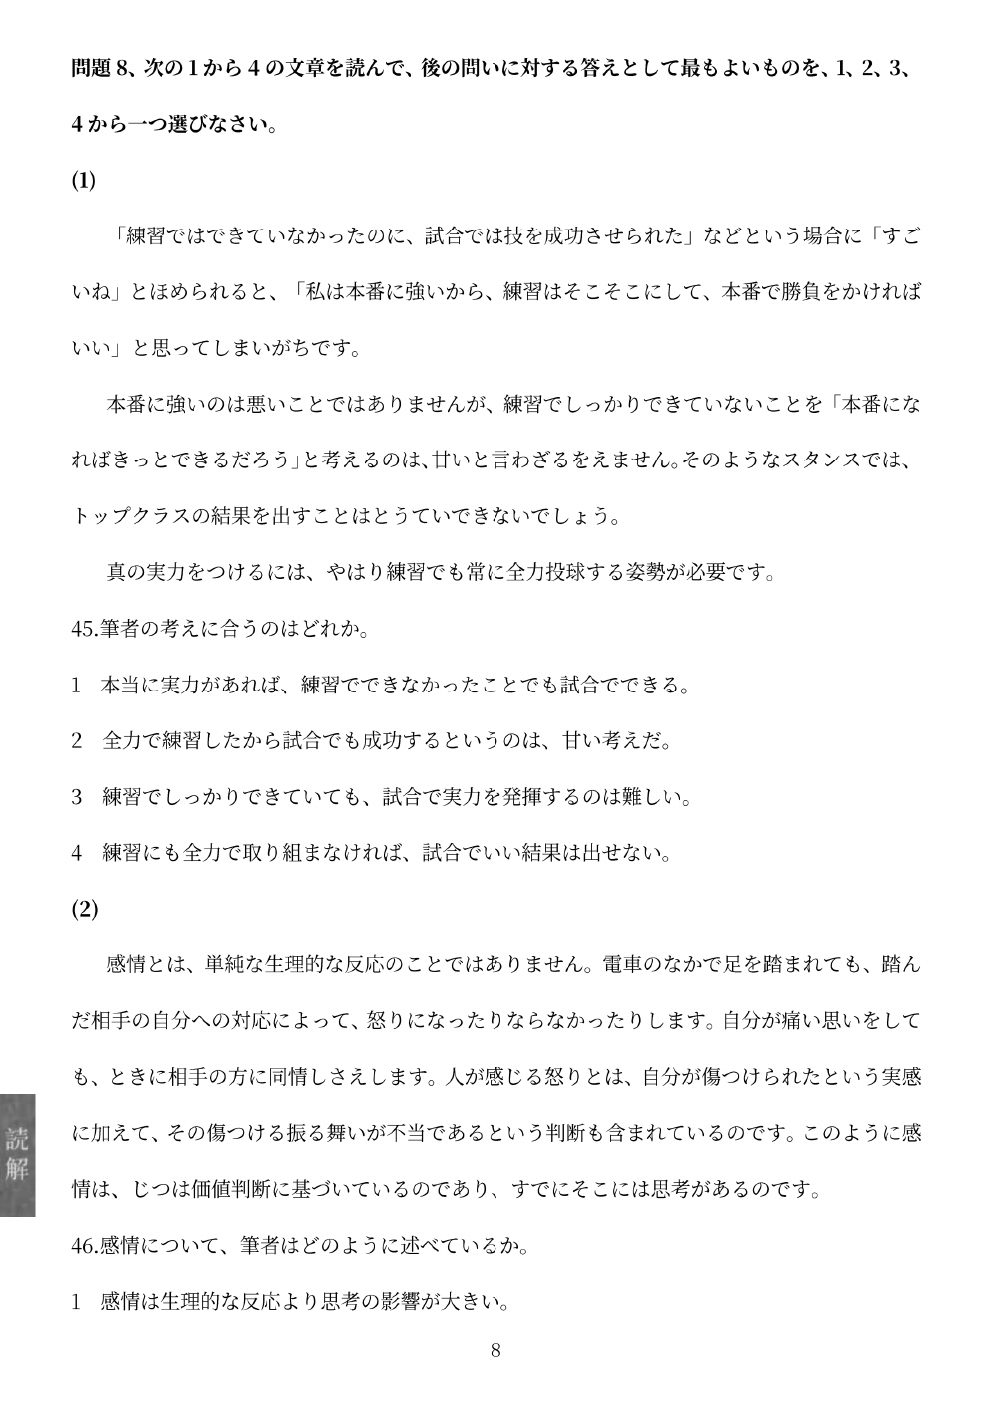 問題 8、次の 1 から 4 の文章を読んで、後の問いに対する答えとして最もよいものを、1、2、3、
4 から一つ選びなさい。
(1)
「練習ではできていなかったのに、試合では技を成功させられた」などという場合に「すご
いね」とほめられると、「私は本番に強いから、練習はそこそこにして、本番で勝負をかければ
いい」と思ってしまいがちです。
本番に強いのは悪いことではありませんが、練習でしっかりできていないことを「本番にな
ればきっとできるだろう」と考えるのは、甘いと言わざるをえません。そのようなスタンスでは、
トップクラスの結果を出すことはとうていできないでしょう。
真の実力をつけるには、やはり練習でも常に全力投球する姿勢が必要です。
45.筆者の考えに合うのはどれか。
1 本当に実力があれば、練習でできなかったことでも試合でできる。
2 全力で練習したから試合でも成功するというのは、甘い考えだ。
3 練習でしっかりできていても、試合で実力を発揮するのは難しい。
4 練習にも全力で取り組まなければ、試合でいい結果は出せない。
(2)
感情とは、単純な生理的な反応のことではありません。電車のなかで足を踏まれても、踏ん
だ相手の自分への対応によって、怒りになったりならなかったりします。自分が痛い思いをして
も、ときに相手の方に同情しさえします。人が感じる怒りとは、自分が傷つけられたという実感
に加えて、その傷つける振る舞いが不当であるという判断も含まれているのです。このように感
情は、じつは価値判断に基づいているのであり、すでにそこには思考があるのです。
46.感情について、筆者はどのように述べているか。
1 感情は生理的な反応より思考の影響が大きい。
読解
8